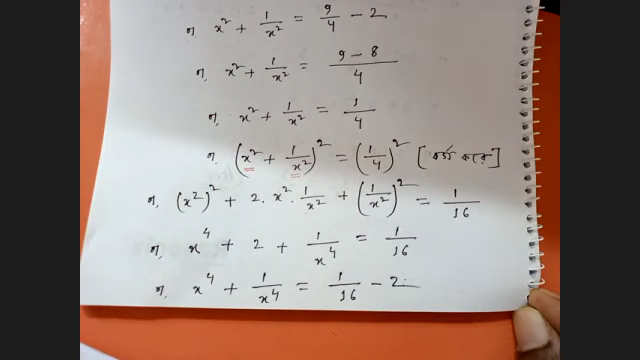 বা, x² + 1/x² = 9/4 - 2
বা, x² + 1/x² = (9 - 8)/4
বা, x² + 1/x² = 1/4
বা, (x² + 1/x²)² = (1/4)² [বর্গ করে]
বা, (x²)² + 2. x². 1/x² + (1/x²)² = 1/16
বা, x⁴ + 2 + 1/x⁴ = 1/16
বা, x⁴ + 1/x⁴ = 1/16 - 2